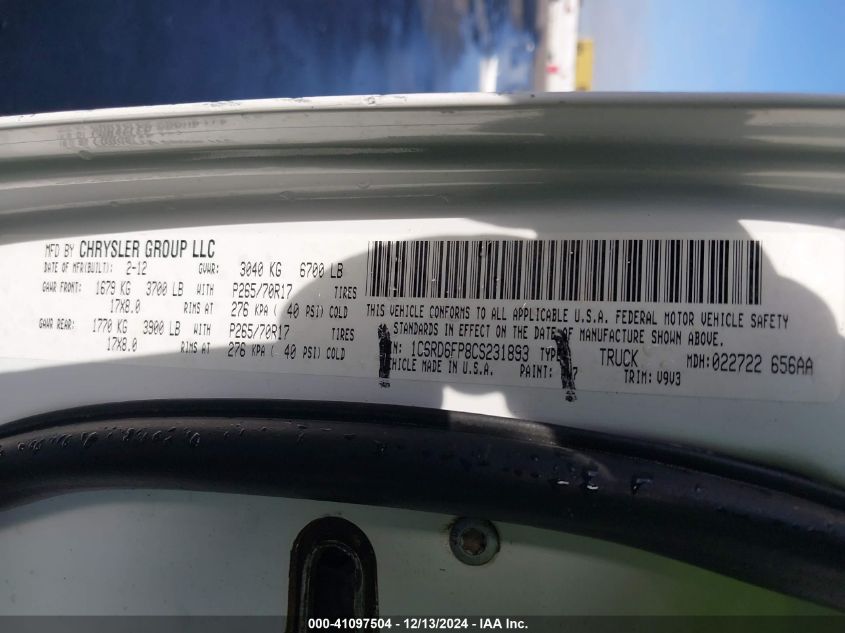 MFD BY CHRYSLER GROUP LLC
DATE OF MFR(BUILT): 2-12 GVWR: 3040 KG 6700 LB
GAWR FRONT: 1679 KG 3700 LB WITH P265/70R17 TIRES
17X8.0 RIMS AT 276 KPA ( 40 PSI) COLD
GAWR REAR: 1770 KG 3900 LB WITH P265/70R17 TIRES
17X8.0 RIMS AT 276 KPA ( 40 PSI) COLD
THIS VEHICLE CONFORMS TO ALL APPLICABLE U.S.A. FEDERAL MOTOR VEHICLE SAFETY
STANDARDS IN EFFECT ON THE DATE OF MANUFACTURE SHOWN ABOVE.
1C6RD6FP8CS231893 TRUCK MDH:022722 656AA
VEHICLE MADE IN U.S.A. PAINT: TRIM: V9V3
000-41097504 - 12/13/2024 - IAA Inc.